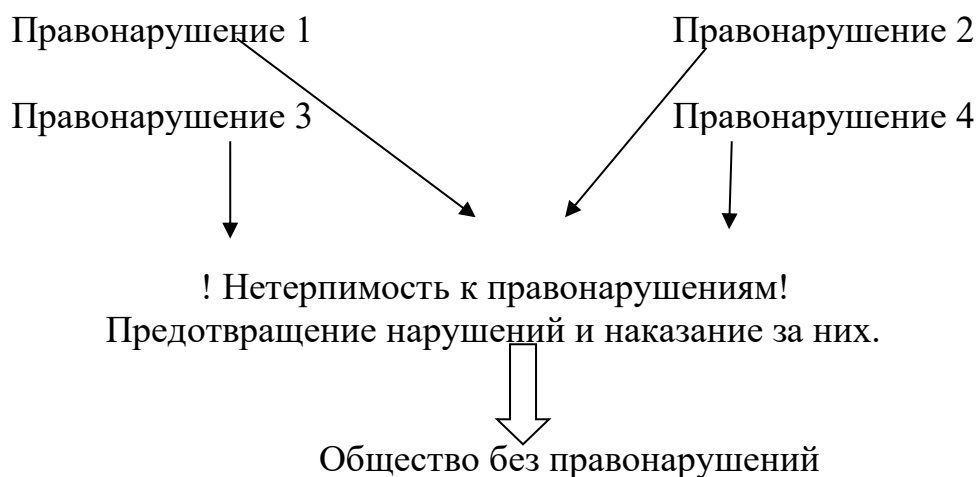 Правонарушение 1 Правонарушение 2
Правонарушение 3 Правонарушение 4
! Нетерпимость к правонарушениям!
Предотвращение нарушений и наказание за них.
Общество без правонарушений